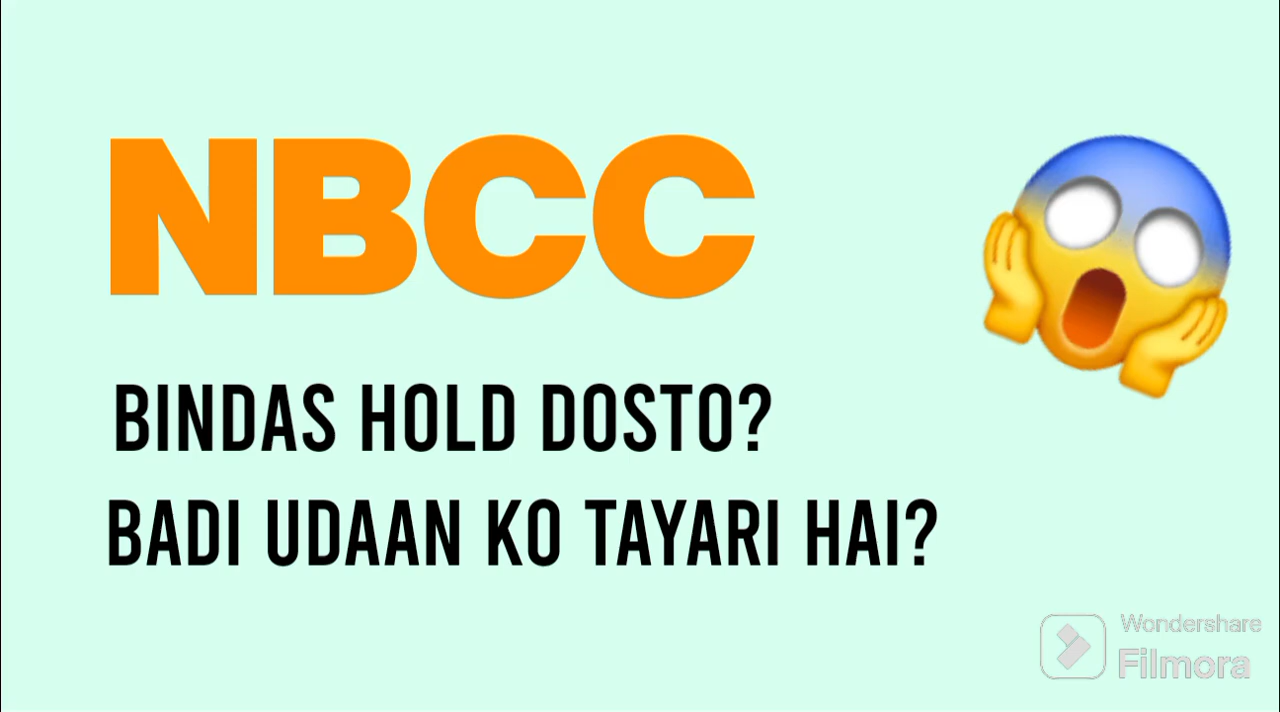 NBCC
BINDAS HOLD DOSTO?
BADI UDAAN KO TAYARI HAI?
Wondershare
Filmora